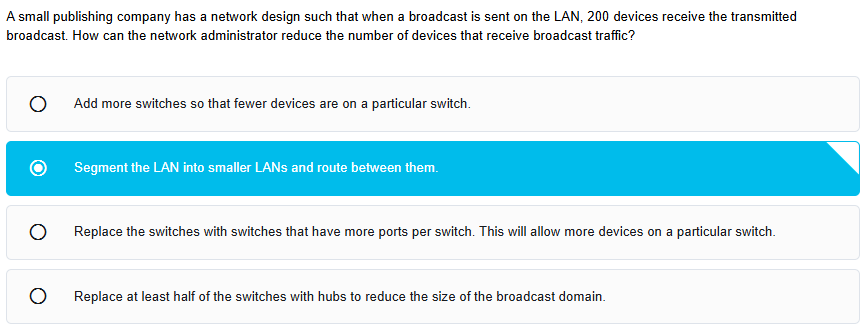 A small publishing company has a network design such that when a broadcast is sent on the LAN, 200 devices receive the transmitted
broadcast. How can the network administrator reduce the number of devices that receive broadcast traffic?
Add more switches so that fewer devices are on a particular switch.
Segment the LAN into smaller LANs and route between them.
Replace the switches with switches that have more ports per switch. This will allow more devices on a particular switch.
Replace at least half of the switches with hubs to reduce the size of the broadcast domain.